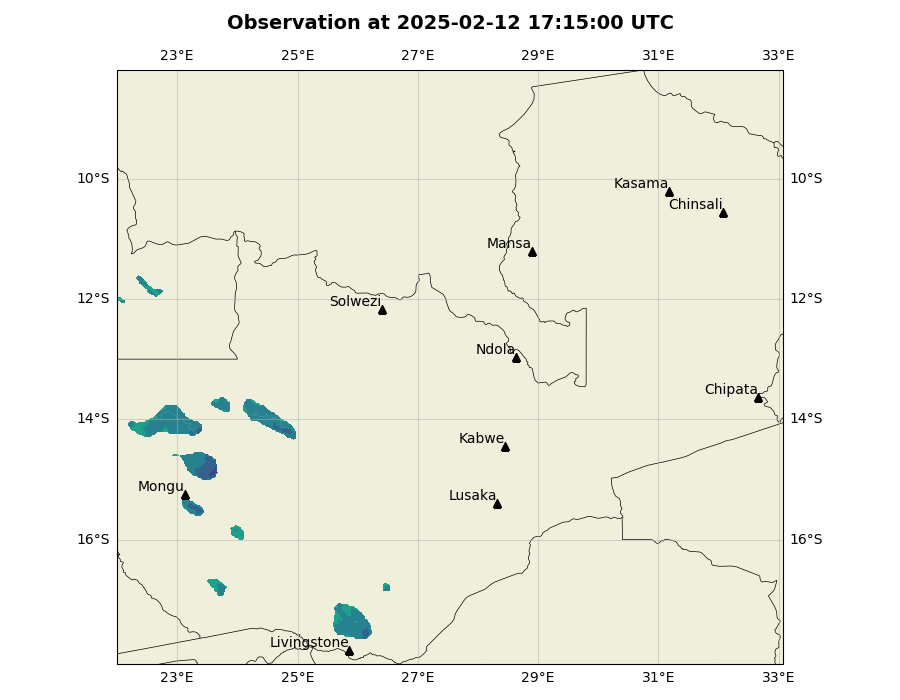 Observation at 2025-02-12 17:15:00 UTC
23°E 25°E 27°E 29°E 31°E 33°E
10°S 10°S
Kasama
Chinsali
Mansa
12°S 12°S
Solwezi
Ndola
Chipata
14°S 14°S
Kabwe
Mongu
Lusaka
16°S 16°S
Livingstone
23°E 25°E 27°E 29°E 31°E 33°E